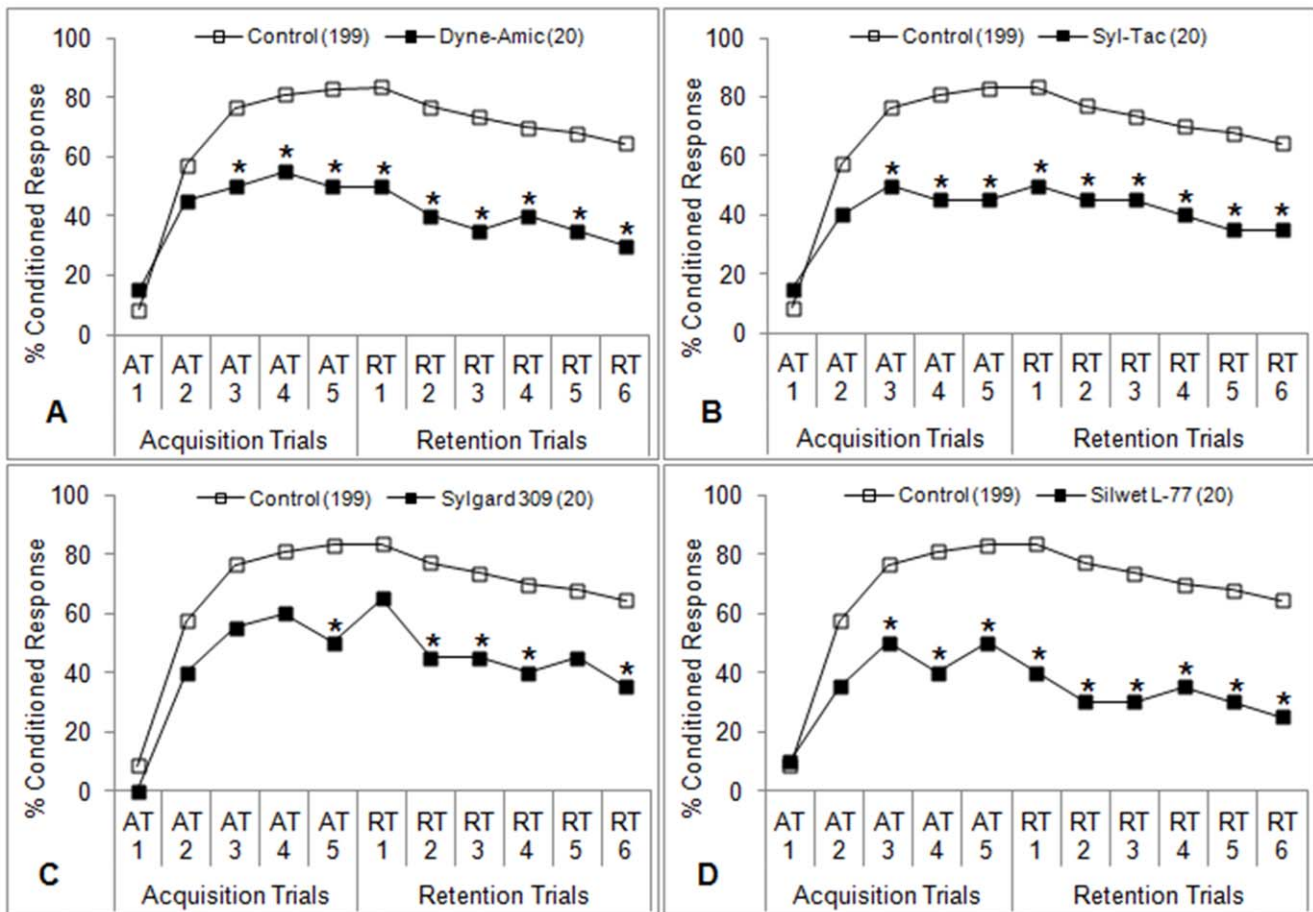 100
80
60
40
20
0
% Conditioned Response
Control (199) Dyne-Amic (20)
* * * * * * * * *
AT AT AT AT AT RT RT RT RT RT RT
1 2 3 4 5 1 2 3 4 5 6
Acquisition Trials Retention Trials
A
100
80
60
40
20
0
% Conditioned Response
Control (199) Syl-Tac (20)
* * * * * * * * *
AT AT AT AT AT RT RT RT RT RT RT
1 2 3 4 5 1 2 3 4 5 6
Acquisition Trials Retention Trials
B
100
80
60
40
20
0
% Conditioned Response
Control (199) Sylgard 309 (20)
* * * * *
AT AT AT AT AT RT RT RT RT RT RT
1 2 3 4 5 1 2 3 4 5 6
Acquisition Trials Retention Trials
C
100
80
60
40
20
0
% Conditioned Response
Control (199) Silwet L-77 (20)
* * * * * * * * *
AT AT AT AT AT RT RT RT RT RT RT
1 2 3 4 5 1 2 3 4 5 6
Acquisition Trials Retention Trials
D